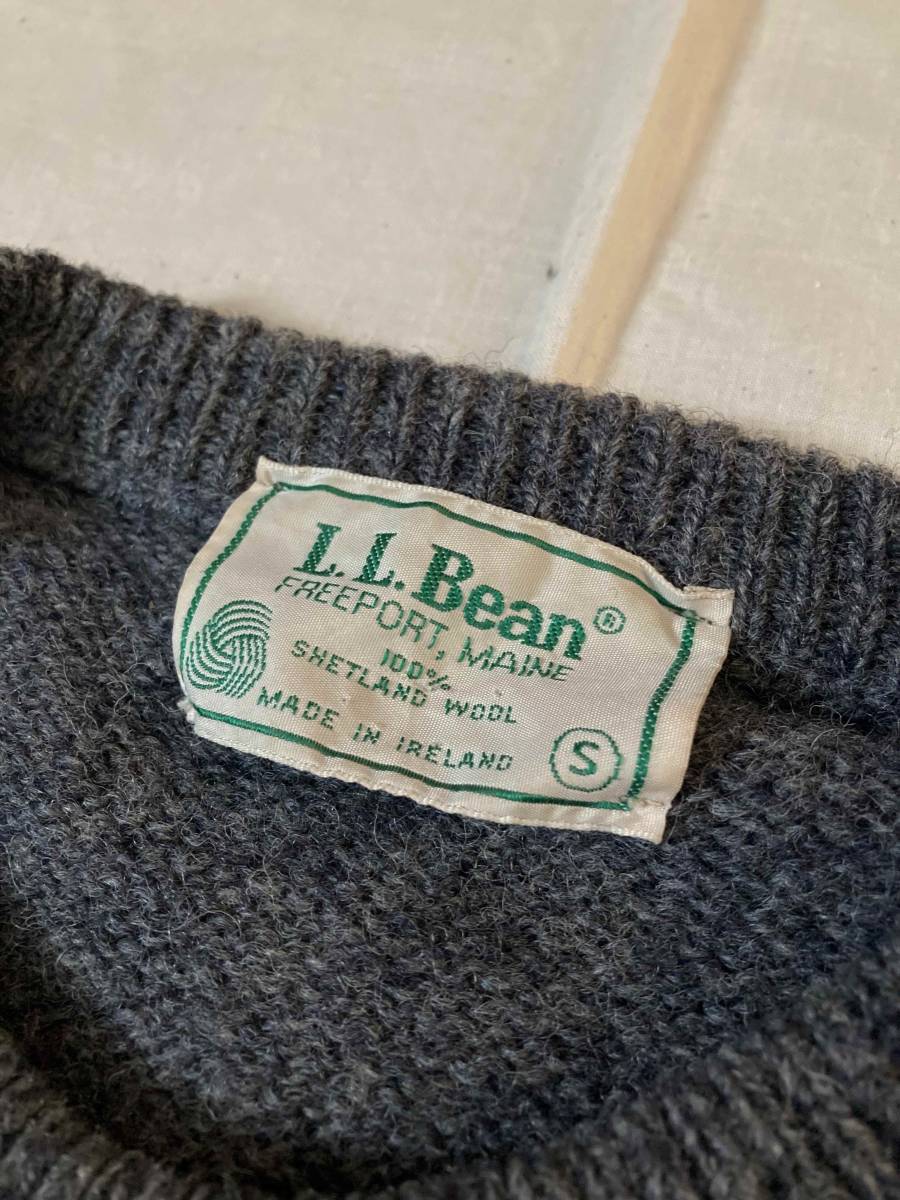 L.L.Bean®
FREEPORT, MAINE
100%
SHETLAND WOOL
MADE IN IRELAND
S